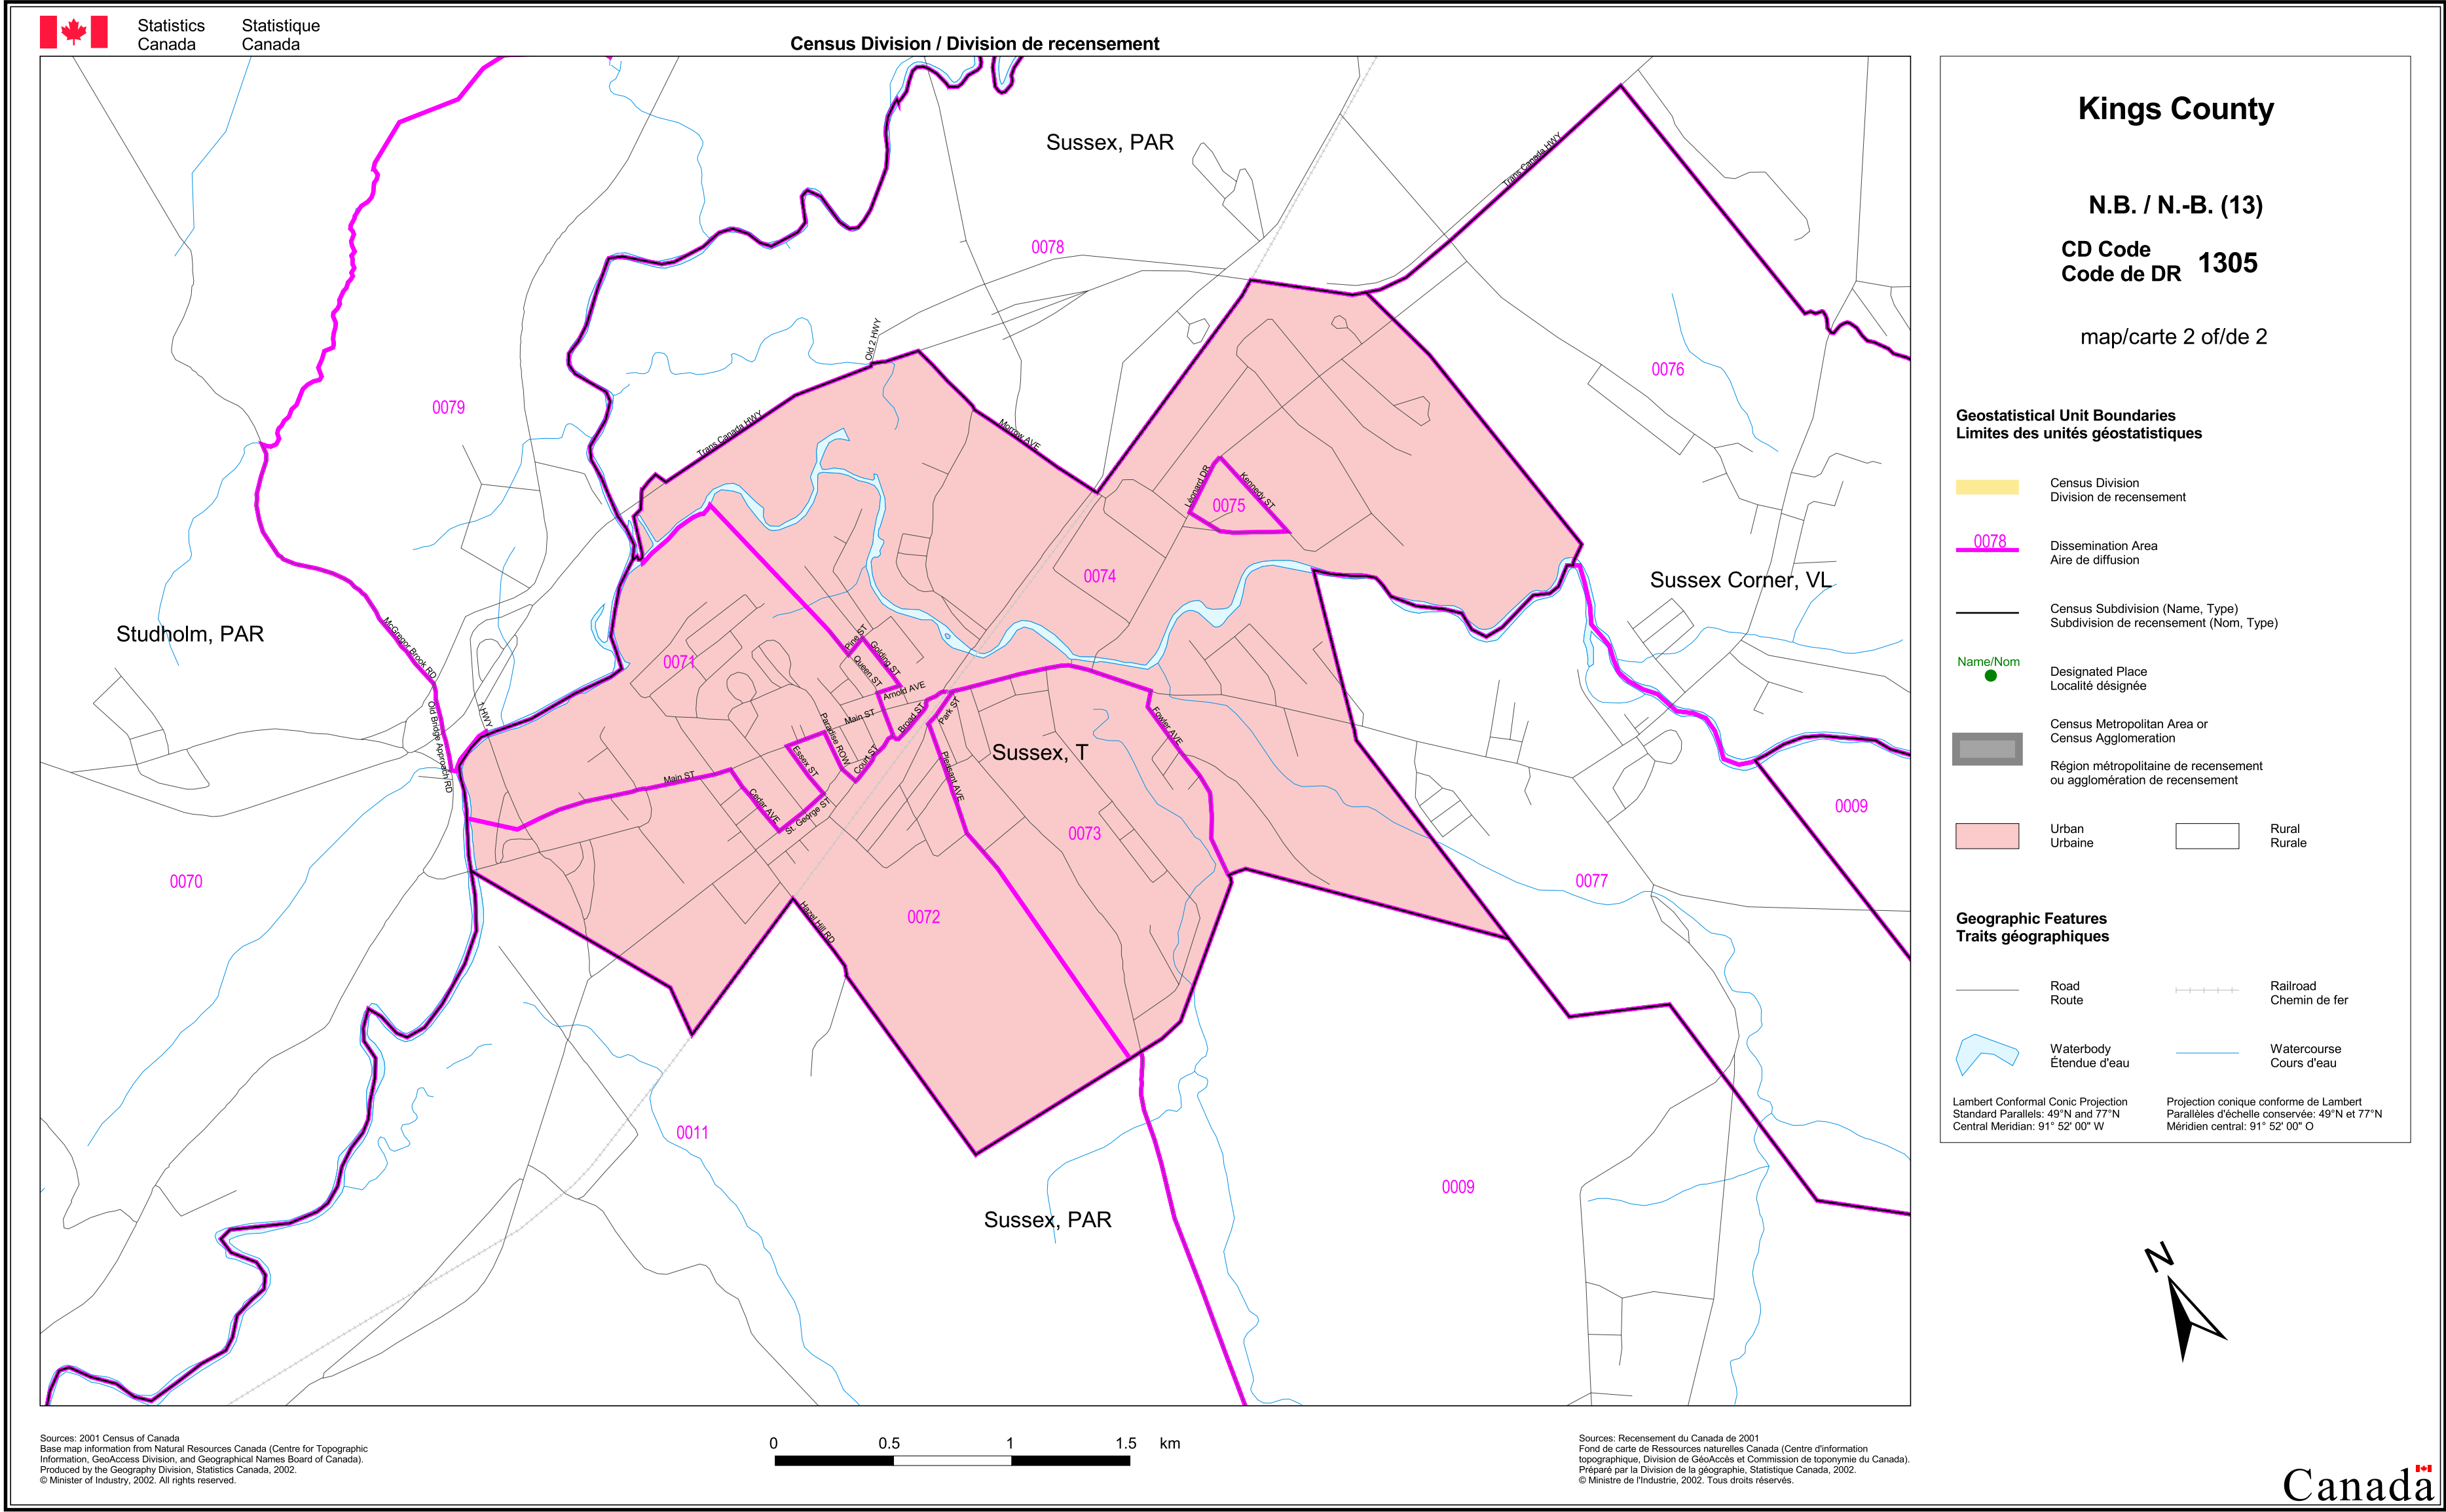 Statistics Statistique
Canada Canada
Census Division / Division de recensement
Sussex, PAR
Trans Canada HWY
0078
0079
0076
Old 2 HWY
Trans Canada HWY
Morrow AVE
Léonard DR
Kennedy ST
0075
0074
Sussex Corner, VL
Studholm, PAR
McGregor Brook RD
0071
Pine ST
Golding ST
Queen ST
Arnold AVE
Main ST
Broad ST
Park ST
Fowler AVE
Old Bridge Approach RD
1 HWY
Paradise ROW
Essex ST
Court ST
Pleasant AVE
Sussex, T
Main ST
Cedar AVE
St. George ST
0009
0073
0070
0077
0072
Hazel Hill RD
0011
0009
Sussex, PAR
Kings County
N.B. / N.-B. (13)
CD Code
Code de DR 1305
map/carte 2 of/de 2
Geostatistical Unit Boundaries
Limites des unités géostatistiques
Census Division
Division de recensement
0078
Dissemination Area
Aire de diffusion
Census Subdivision (Name, Type)
Subdivision de recensement (Nom, Type)
Name/Nom
Designated Place
Localité désignée
Census Metropolitan Area or
Census Agglomeration
Région métropolitaine de recensement
ou agglomération de recensement
Urban
Urbaine
Rural
Rurale
Geographic Features
Traits géographiques
Road
Route
Railroad
Chemin de fer
Waterbody
Étendue d'eau
Watercourse
Cours d'eau
Lambert Conformal Conic Projection
Standard Parallels: 49°N and 77°N
Central Meridian: 91° 52' 00" W
Projection conique conforme de Lambert
Parallèles d'échelle conservée: 49°N et 77°N
Méridien central: 91° 52' 00" O
N
Sources: 2001 Census of Canada
Base map information from Natural Resources Canada (Centre for Topographic
Information, GeoAccess Division, and Geographical Names Board of Canada).
Produced by the Geography Division, Statistics Canada, 2002.
© Minister of Industry, 2002. All rights reserved.
0 0.5 1 1.5 km
Sources: Recensement du Canada de 2001
Fond de carte de Ressources naturelles Canada (Centre d'information
topographique, Division de GéoAccès et Commission de toponymie du Canada).
Préparé par la Division de la géographie, Statistique Canada, 2002.
© Ministre de l'Industrie, 2002. Tous droits réservés.
Canada